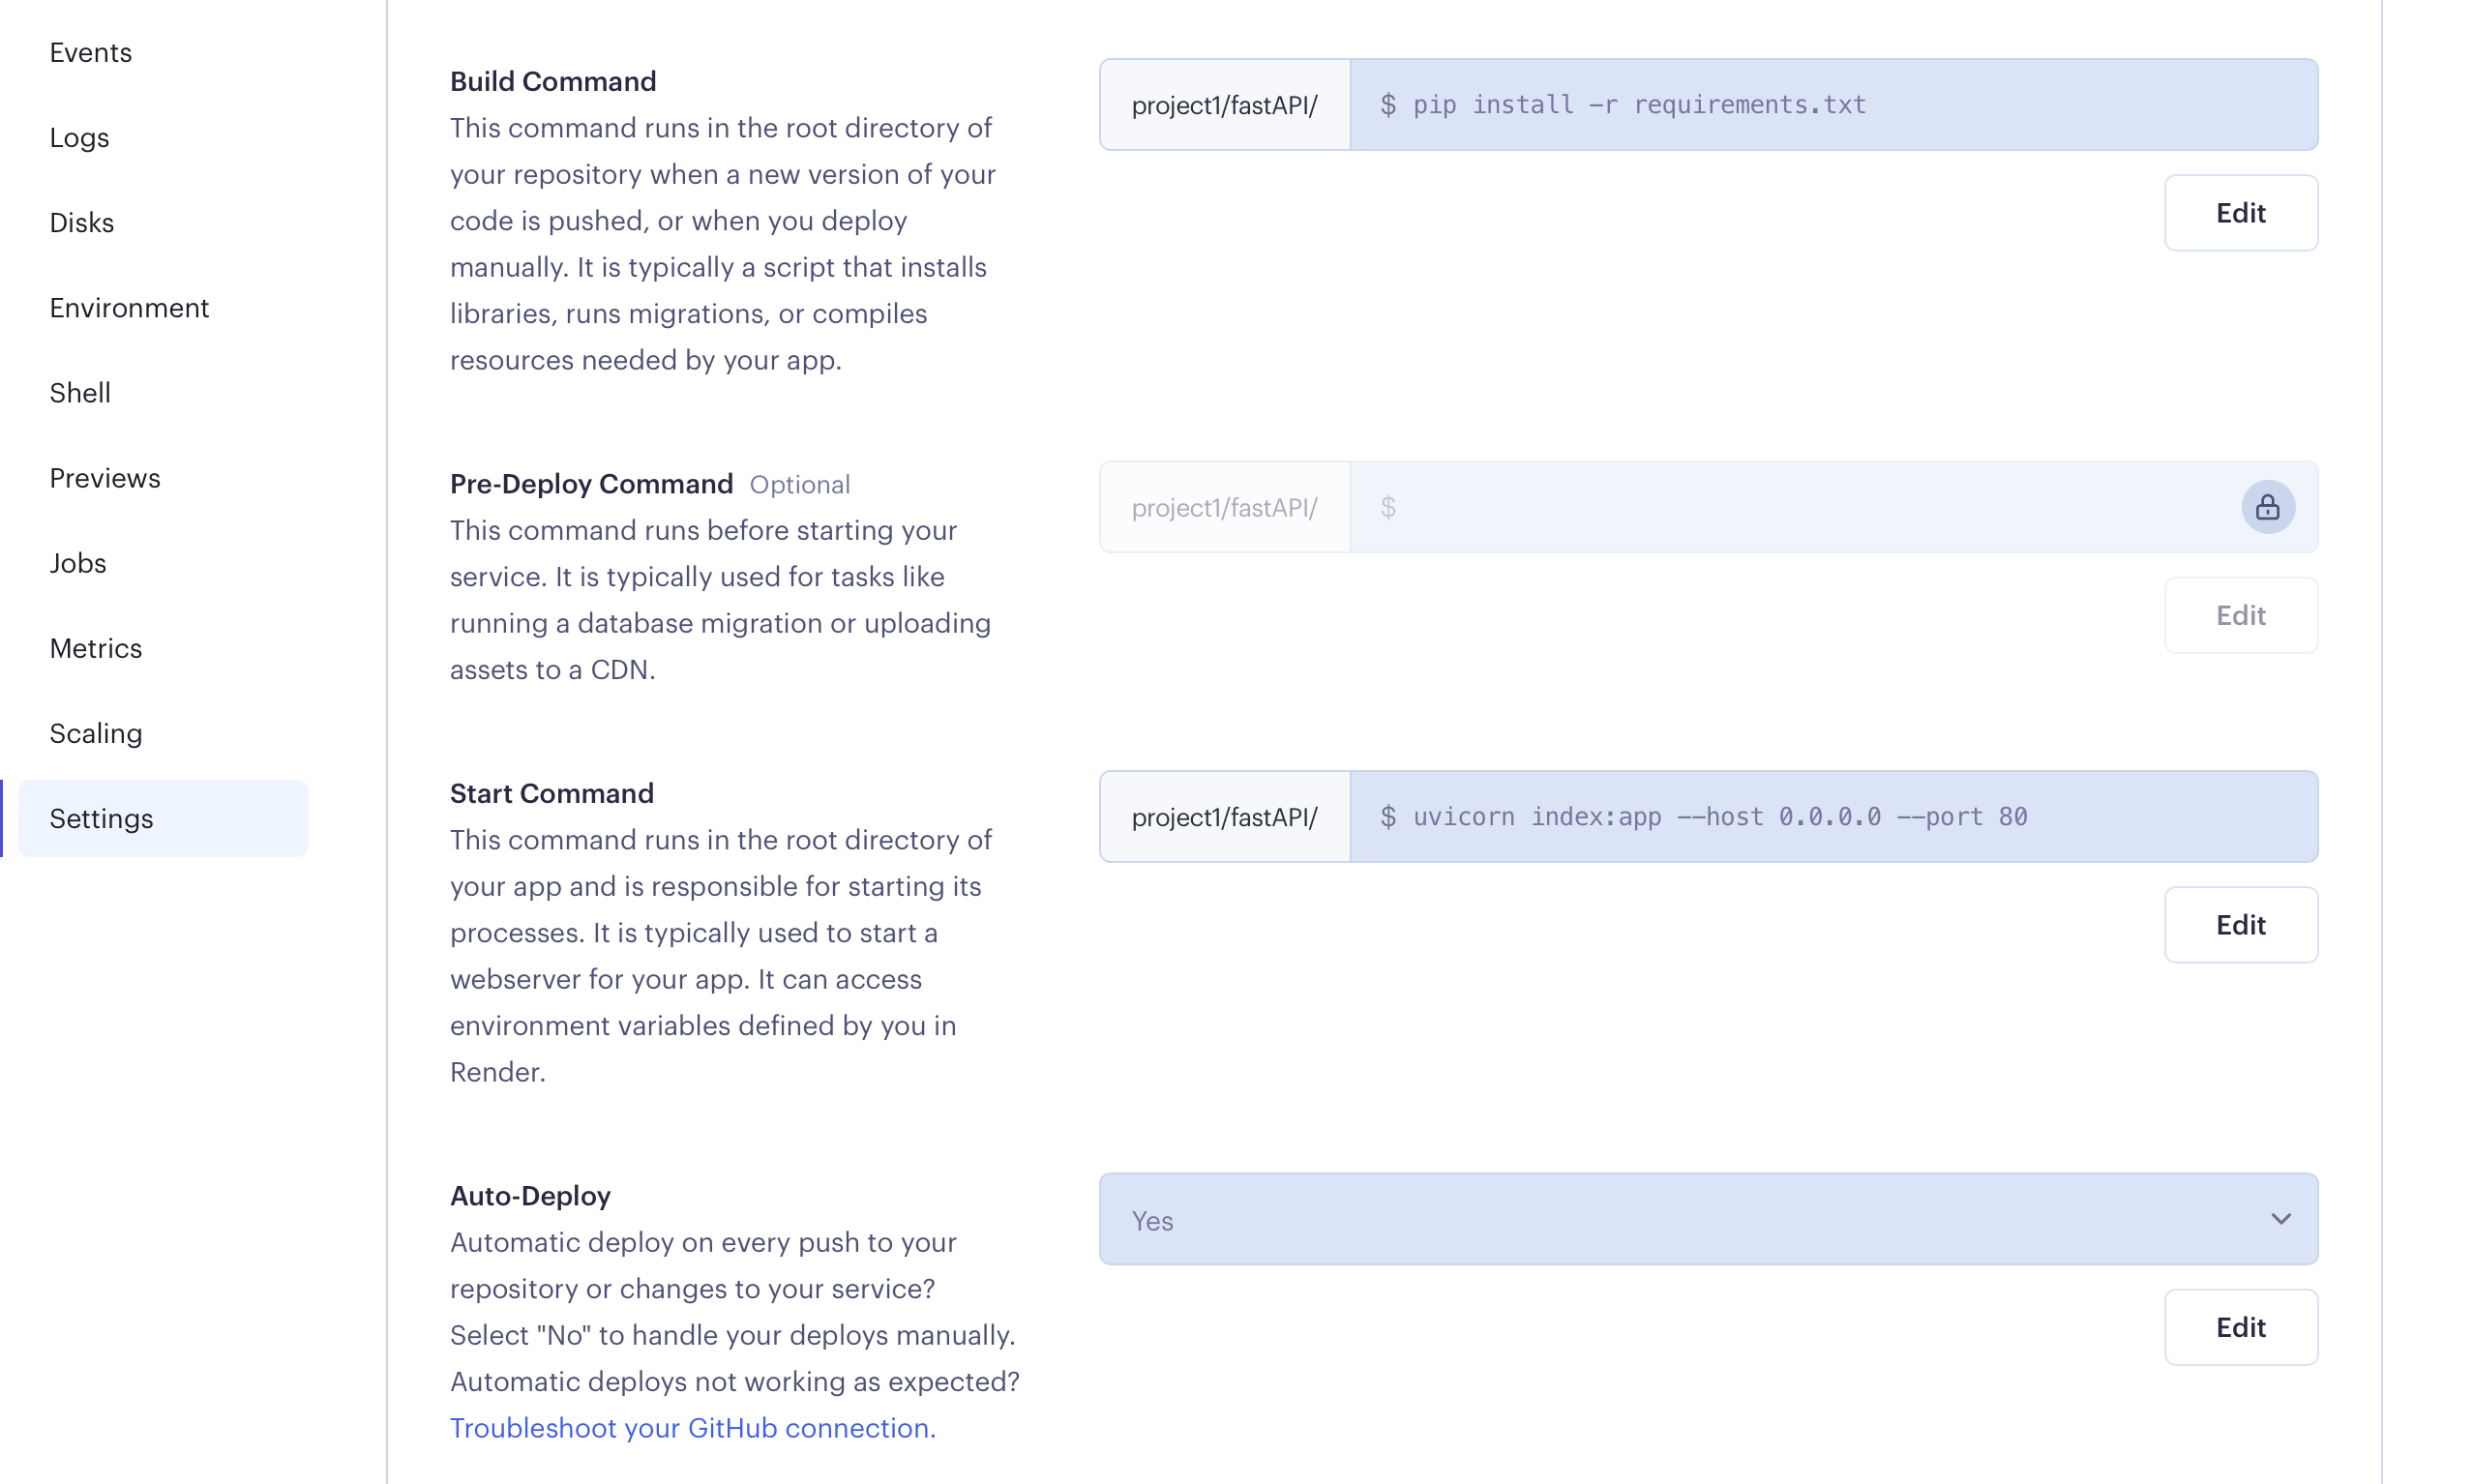 Events
Logs
Disks
Environment
Shell
Previews
Jobs
Metrics
Scaling
Settings
Build Command
This command runs in the root directory of
your repository when a new version of your
code is pushed, or when you deploy
manually. It is typically a script that installs
libraries, runs migrations, or compiles
resources needed by your app.
project1/fastAPI/ $ pip install -r requirements.txt
Edit
Pre-Deploy Command Optional
This command runs before starting your
service. It is typically used for tasks like
running a database migration or uploading
assets to a CDN.
project1/fastAPI/ $
Edit
Start Command
This command runs in the root directory of
your app and is responsible for starting its
processes. It is typically used to start a
webserver for your app. It can access
environment variables defined by you in
Render.
project1/fastAPI/ $ uvicorn index:app --host 0.0.0.0 --port 80
Edit
Auto-Deploy
Automatic deploy on every push to your
repository or changes to your service?
Select "No" to handle your deploys manually.
Automatic deploys not working as expected?
Troubleshoot your GitHub connection.
Yes
Edit